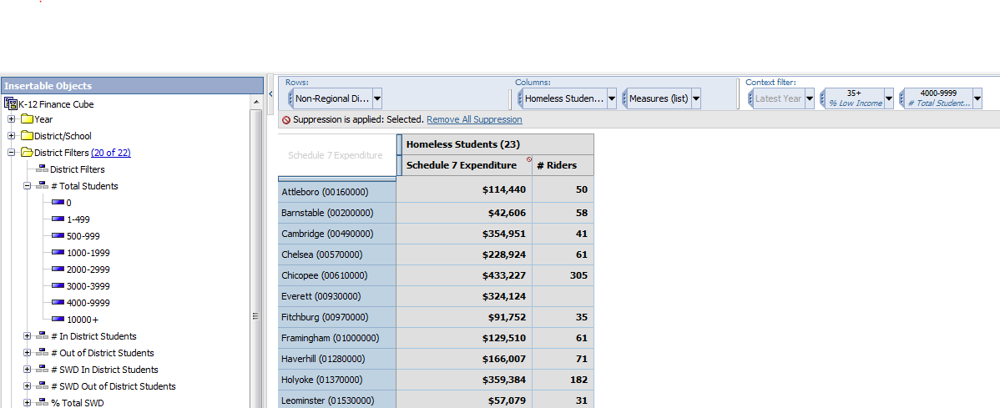 Insertable Objects
K-12 Finance Cube
Year
District/School
District Filters (20 of 22)
District Filters
# Total Students
0
1-499
500-999
1000-1999
2000-2999
3000-3999
4000-9999
10000+
# In District Students
# Out of District Students
# SWD In District Students
# SWD Out of District Students
% Total SWD
Rows:
Non-Regional Di...
Columns:
Homeless Studen...
Measures (list)
Context filter:
Latest Year
35+
% Low Income
4000-9999
# Total Student...
Suppression is applied: Selected. Remove All Suppression
Schedule 7 Expenditure
Homeless Students (23)
Schedule 7 Expenditure # Riders
Attleboro (00160000) $114,440 50
Barnstable (00200000) $42,606 58
Cambridge (00490000) $354,951 41
Chelsea (00570000) $228,924 61
Chicopee (00610000) $433,227 305
Everett (00930000) $324,124
Fitchburg (00970000) $91,752 35
Framingham (01000000) $129,510 61
Haverhill (01280000) $166,007 71
Holyoke (01370000) $359,384 182
Leominster (01530000) $57,079 31